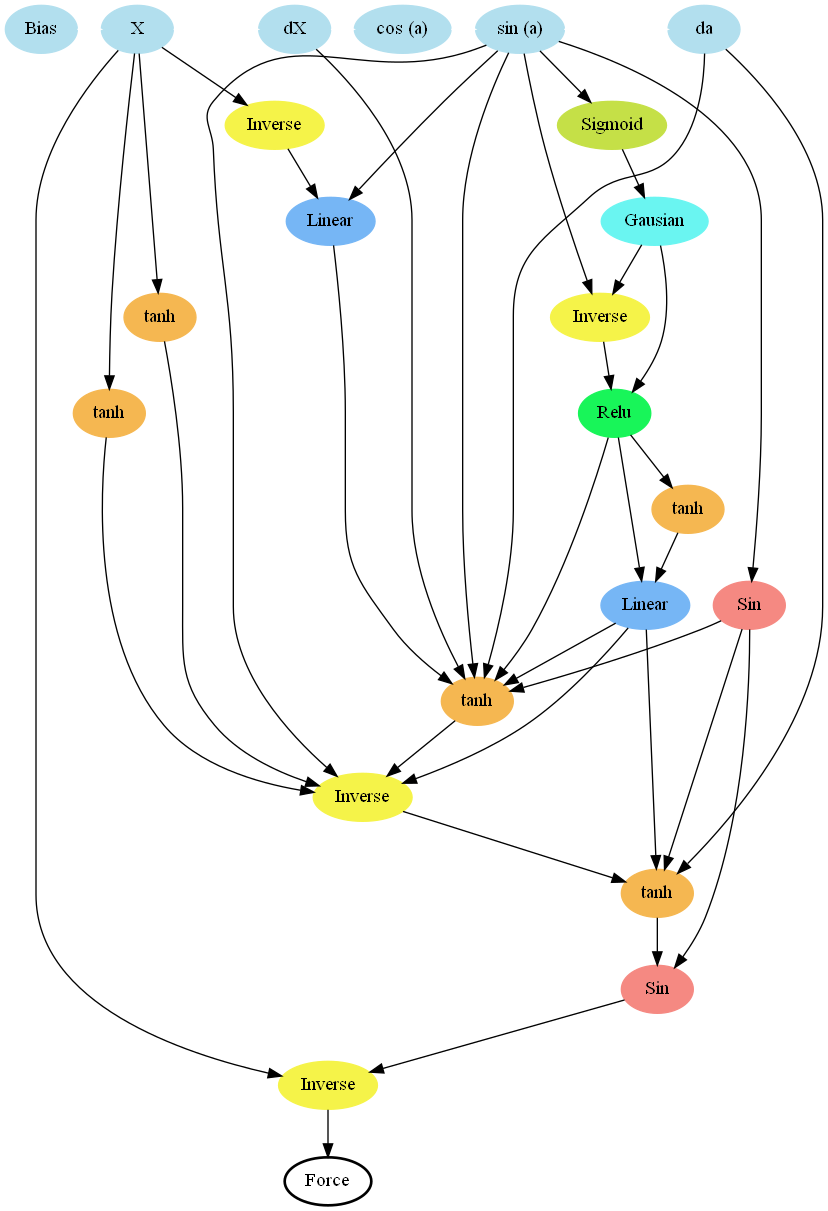 Bias
X
dX
cos (a)
sin (a)
da
Inverse
Sigmoid
Linear
Gausian
tanh
Inverse
tanh
Relu
tanh
Linear
Sin
tanh
Inverse
tanh
Sin
Inverse
Force